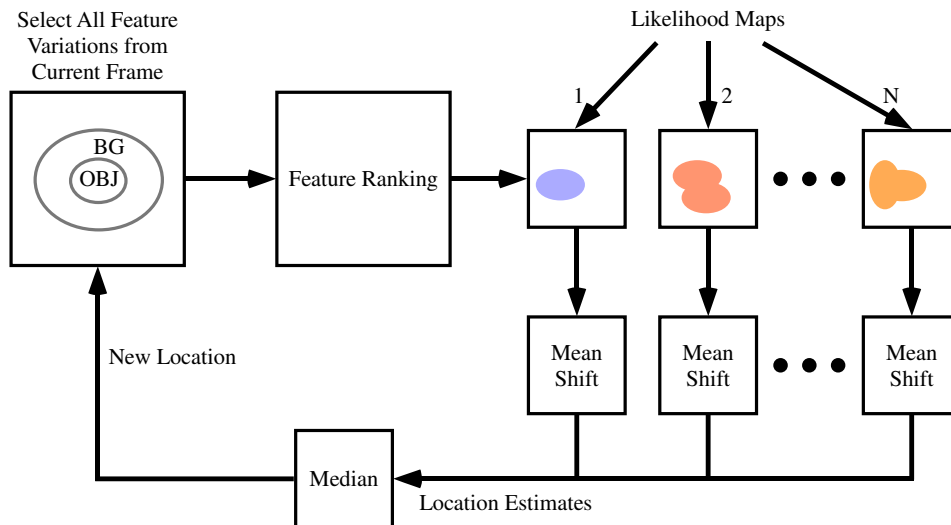 Select All Feature
Variations from
Current Frame
Likelihood Maps
1
2
N
BG
OBJ
Feature Ranking
Mean
Shift
Mean
Shift
Mean
Shift
New Location
Median
Location Estimates